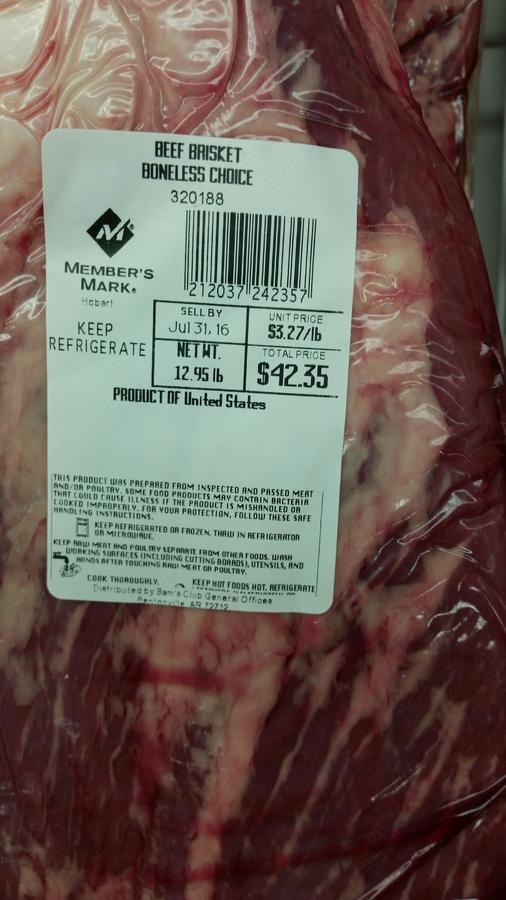 BEEF BRISKET
BONELESS CHOICE
320188
212037 242357
M®
MEMBER'S
MARK®
Hobart
KEEP
REFRIGERATE
SELL BY
Jul 31, 16
UNIT PRICE
$3.27/lb
NET WT.
12.95 lb
TOTAL PRICE
$42.35
PRODUCT OF United States
THIS PRODUCT WAS PREPARED FROM INSPECTED AND PASSED MEAT
AND/OR POULTRY. SOME FOOD PRODUCTS MAY CONTAIN BACTERIA
THAT COULD CAUSE ILLNESS IF THE PRODUCT IS MISHANDLED OR
COOKED IMPROPERLY. FOR YOUR PROTECTION, FOLLOW THESE SAFE
HANDLING INSTRUCTIONS.
KEEP REFRIGERATED OR FROZEN. THAW IN REFRIGERATOR
OR MICROWAVE.
KEEP RAW MEAT AND POULTRY SEPARATE FROM OTHER FOODS. WASH
WORKING SURFACES (INCLUDING CUTTING BOARDS), UTENSILS, AND
HANDS AFTER TOUCHING RAW MEAT OR POULTRY.
COOK THOROUGHLY.
KEEP HOT FOODS HOT. REFRIGERATE
Distributed by Sam's Club General Offices
Bentonville, AR 72712